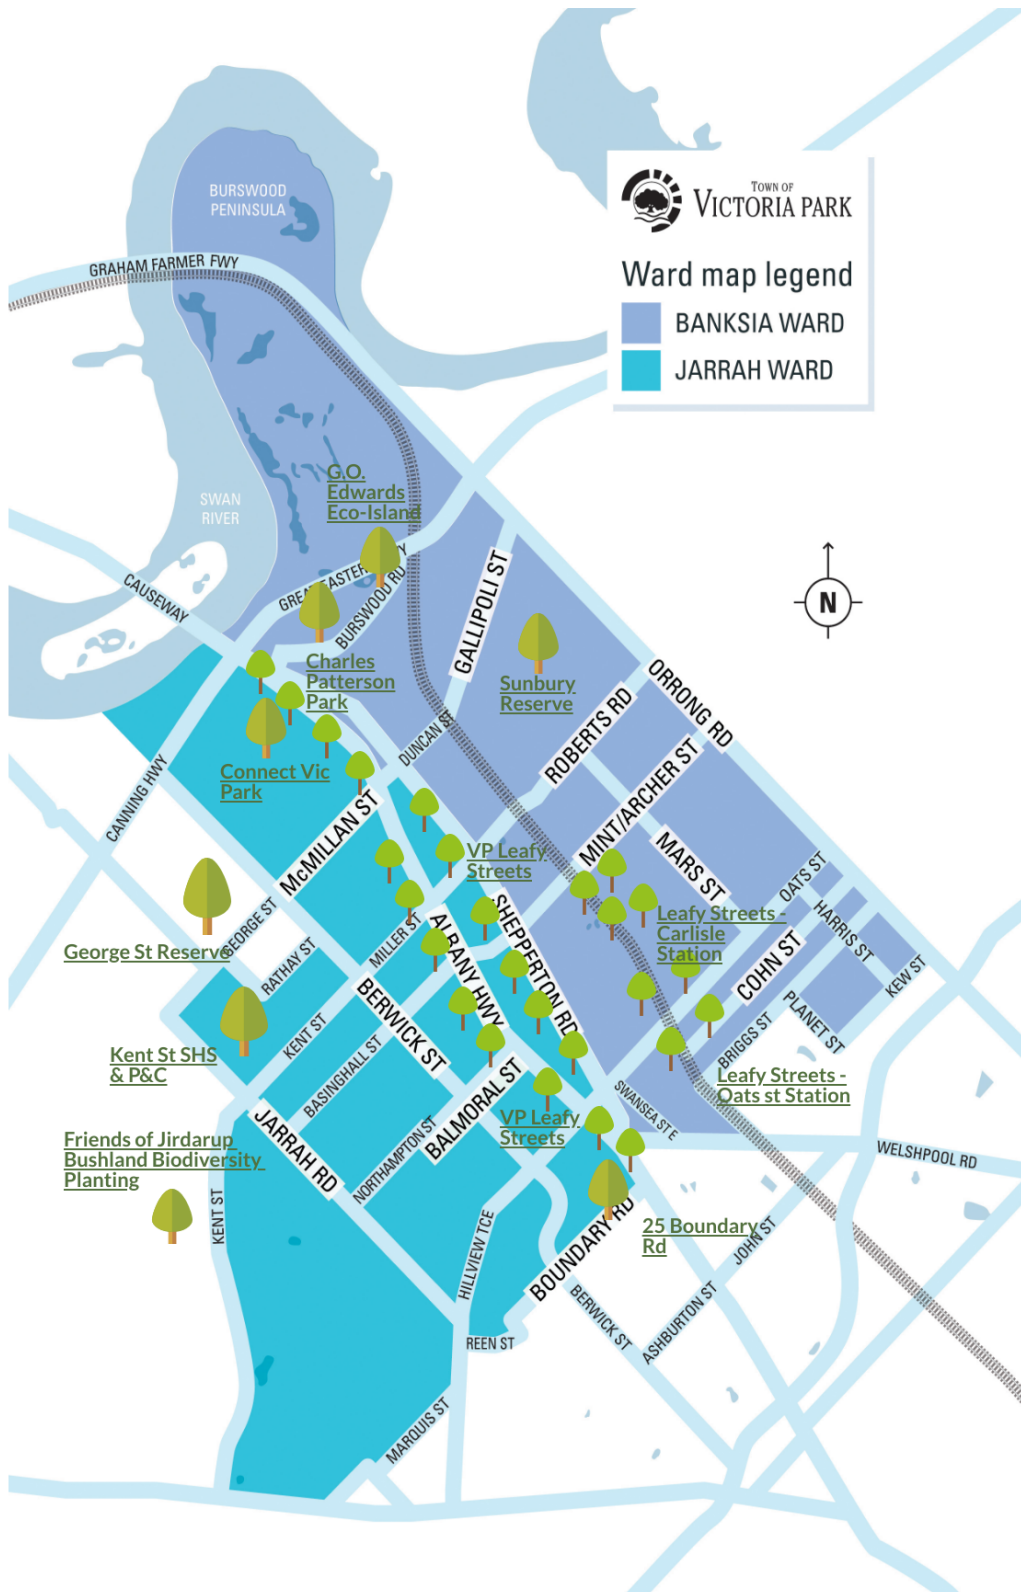 BURSWOOD
PENINSULA
GRAHAM FARMER FWY
TOWN OF
VICTORIA PARK
Ward map legend
BANKSIA WARD
JARRAH WARD
G.O.
Edwards
Eco-Island
SWAN
RIVER
CAUSEWAY
BURSWOOD RD
GALLIPOLI ST
N
Charles
Patterson
Park
Sunbury
Reserve
ORRONG RD
ROBERTS RD
DUNCAN ST
Connect Vic
Park
CANNING HWY
McMILLAN ST
MINT/ARCHER ST
MARS ST
VP Leafy
Streets
OATS ST
HARRIS ST
KEW ST
George St Reserve
GEORGE ST
RATHAY ST
MILLER ST
ALBANY HWY
SHEPPERTON RD
Leafy Streets -
Carlisle
Station
COHN ST
PLANET ST
BRIGGS ST
BERWICK ST
KENT ST
BASINGHALL ST
Kent St SHS
& P&C
BALMORAL ST
Leafy Streets -
Oats st Station
SWANSEA ST E
VP Leafy
Streets
JARRAH RD
NORTHAMPTON ST
Friends of Jirdarup
Bushland Biodiversity
Planting
WELSHPOOL RD
KENT ST
25 Boundary
Rd
HILLVIEW TCE
BOUNDARY RD
JOHN ST
BERWICK ST
ASHBURTON ST
REEN ST
MARQUIS ST